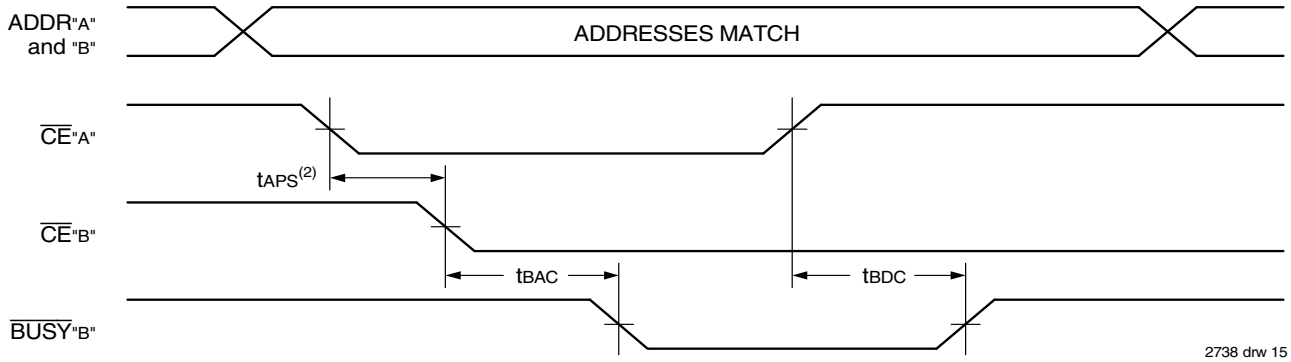 ADDR"A"
and "B"
ADDRESSES MATCH
CE"A"
tAPS(2)
CE"B"
tBAC
tBDC
BUSY"B"
2738 drw 15